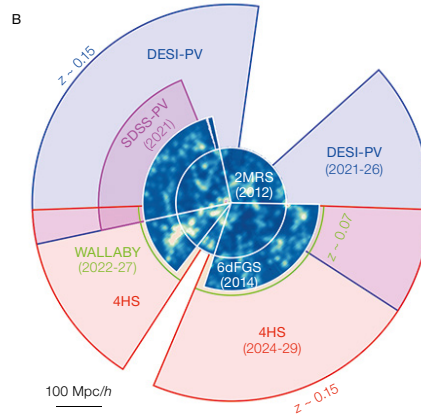 B
DESI-PV
z ~ 0.15
SDSS-PV
(2021)
2MRS
(2012)
DESI-PV
(2021-26)
WALLABY
(2022-27)
z ~ 0.07
6dFGS
(2014)
4HS
4HS
(2024-29)
100 Mpc/h
z ~ 0.15